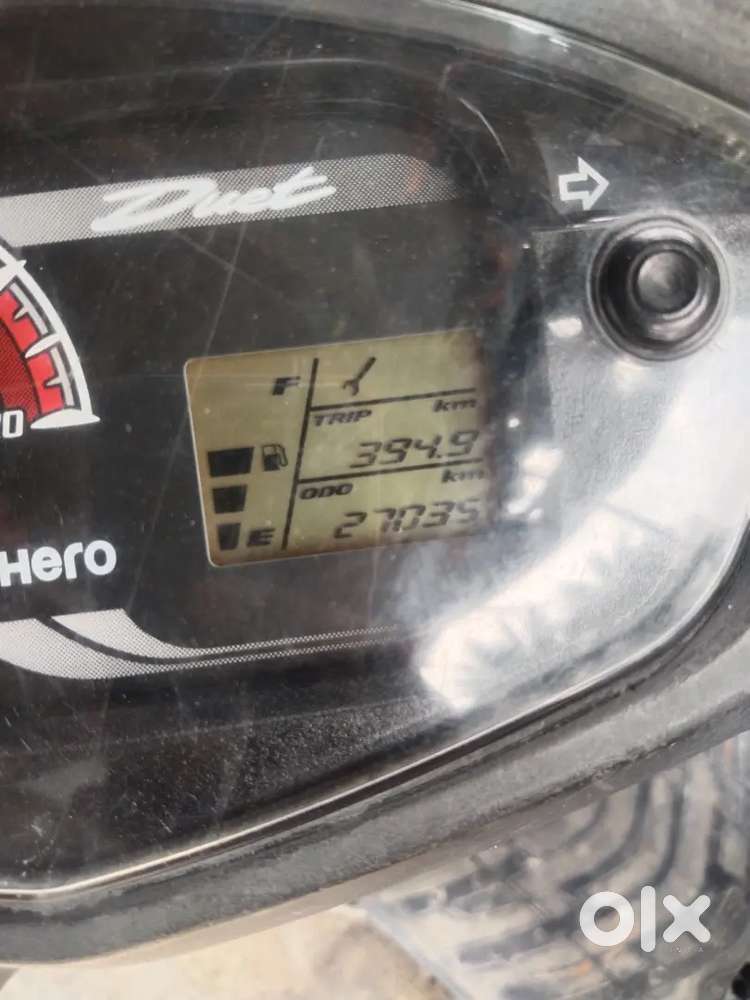 Duet
F
TRIP km
394.9
ODO km
27035
E
Hero
olx